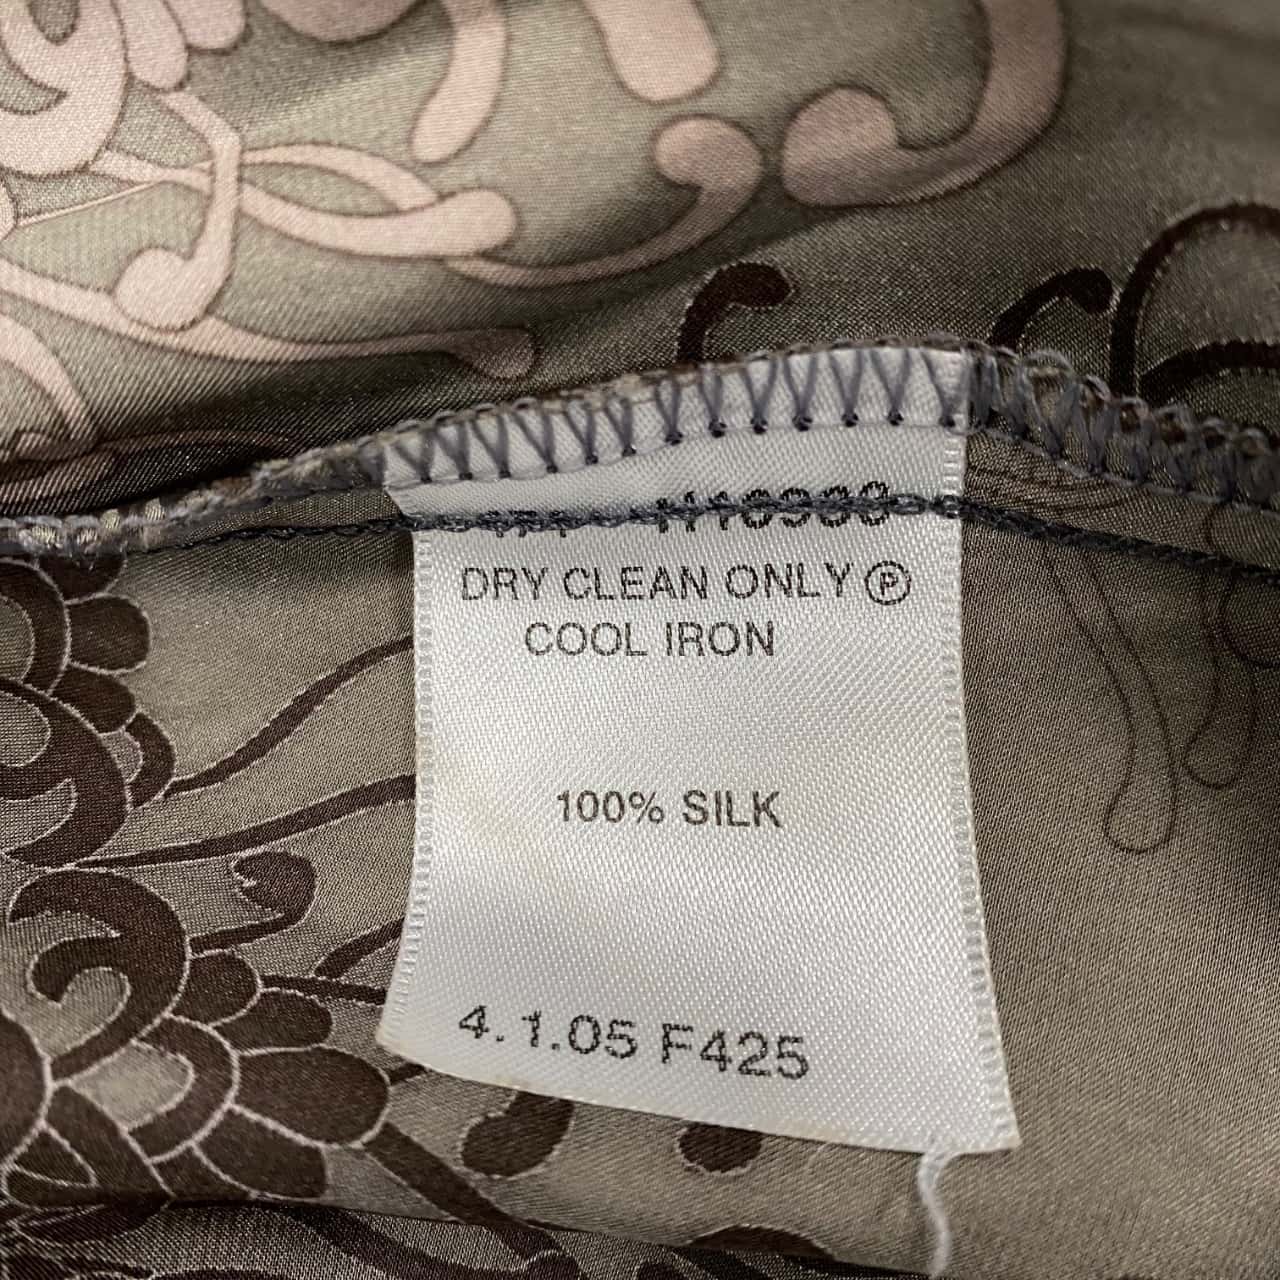 DRY CLEAN ONLY Ⓟ
COOL IRON
100% SILK
4.1.05 F425